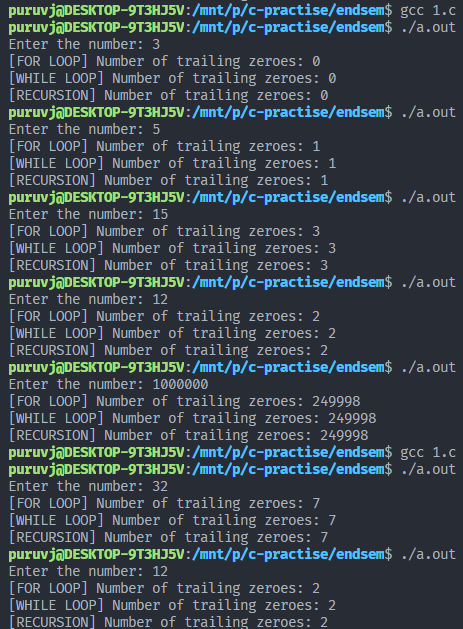 puruvj@DESKTOP-9T3HJ5V:/mnt/p/c-practise/endsem$ gcc 1.c
puruvj@DESKTOP-9T3HJ5V:/mnt/p/c-practise/endsem$ ./a.out
Enter the number: 3
[FOR LOOP] Number of trailing zeroes: 0
[WHILE LOOP] Number of trailing zeroes: 0
[RECURSION] Number of trailing zeroes: 0
puruvj@DESKTOP-9T3HJ5V:/mnt/p/c-practise/endsem$ ./a.out
Enter the number: 5
[FOR LOOP] Number of trailing zeroes: 1
[WHILE LOOP] Number of trailing zeroes: 1
[RECURSION] Number of trailing zeroes: 1
puruvj@DESKTOP-9T3HJ5V:/mnt/p/c-practise/endsem$ ./a.out
Enter the number: 15
[FOR LOOP] Number of trailing zeroes: 3
[WHILE LOOP] Number of trailing zeroes: 3
[RECURSION] Number of trailing zeroes: 3
puruvj@DESKTOP-9T3HJ5V:/mnt/p/c-practise/endsem$ ./a.out
Enter the number: 12
[FOR LOOP] Number of trailing zeroes: 2
[WHILE LOOP] Number of trailing zeroes: 2
[RECURSION] Number of trailing zeroes: 2
puruvj@DESKTOP-9T3HJ5V:/mnt/p/c-practise/endsem$ ./a.out
Enter the number: 1000000
[FOR LOOP] Number of trailing zeroes: 249998
[WHILE LOOP] Number of trailing zeroes: 249998
[RECURSION] Number of trailing zeroes: 249998
puruvj@DESKTOP-9T3HJ5V:/mnt/p/c-practise/endsem$ gcc 1.c
puruvj@DESKTOP-9T3HJ5V:/mnt/p/c-practise/endsem$ ./a.out
Enter the number: 32
[FOR LOOP] Number of trailing zeroes: 7
[WHILE LOOP] Number of trailing zeroes: 7
[RECURSION] Number of trailing zeroes: 7
puruvj@DESKTOP-9T3HJ5V:/mnt/p/c-practise/endsem$ ./a.out
Enter the number: 12
[FOR LOOP] Number of trailing zeroes: 2
[WHILE LOOP] Number of trailing zeroes: 2
[RECURSION] Number of trailing zeroes: 2